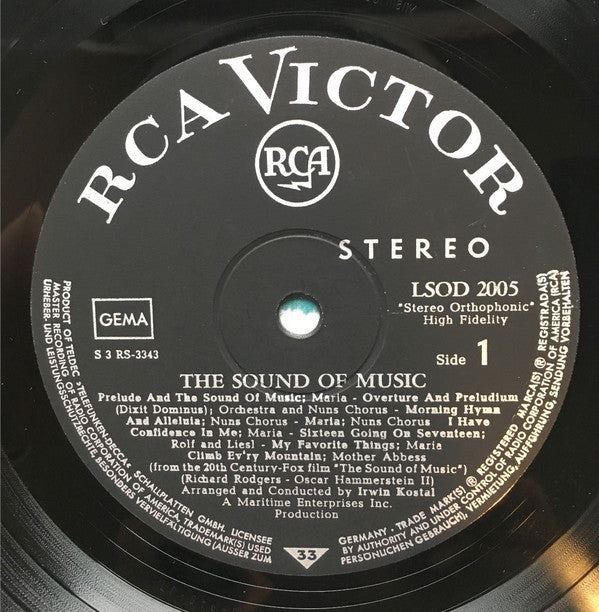 RCA VICTOR
RCA
STEREO
LSOD 2005
"Stereo Orthophonic"
High Fidelity
GEMA
S 3 RS-3343
Side 1
THE SOUND OF MUSIC
Prelude And The Sound Of Music; Maria - Overture And Preludium
(Dixit Dominus); Orchestra and Nuns Chorus - Morning Hymn
And Alleluia; Nuns Chorus - Maria; Nuns Chorus - I Have
Confidence In Me; Maria - Sixteen Going On Seventeen;
Rolf and Liesl - My Favorite Things; Maria
Climb Ev'ry Mountain; Mother Abbess
(from the 20th Century-Fox film "The Sound of Music")
(Richard Rodgers - Oscar Hammerstein II)
Arranged and Conducted by Irwin Kostal
A Maritime Enterprises Inc.
Production
33
PRODUCT OF TELDEC »TELEFUNKEN-DECCA« SCHALLPLATTEN GMBH. LICENSEE
MASTER RECORDING OF RADIO CORPORATION OF AMERICA TRADEMARK(S) USED
URHEBER- UND LEISTUNGSSCHUTZRECHTE, BESONDERS VERVIELFÄLTIGUNG (AUSSER ZUM
® REGISTRADA(S)
® REGISTERED · MARCA(S)
GERMANY · TRADE MARK(S)
BY AUTHORITY AND UNDER CONTROL OF RADIO CORPORATION OF AMERICA (RCA)
PERSÖNLICHEN GEBRAUCH), VERMIETUNG, AUFFÜHRUNG, SENDUNG VORBEHALTEN